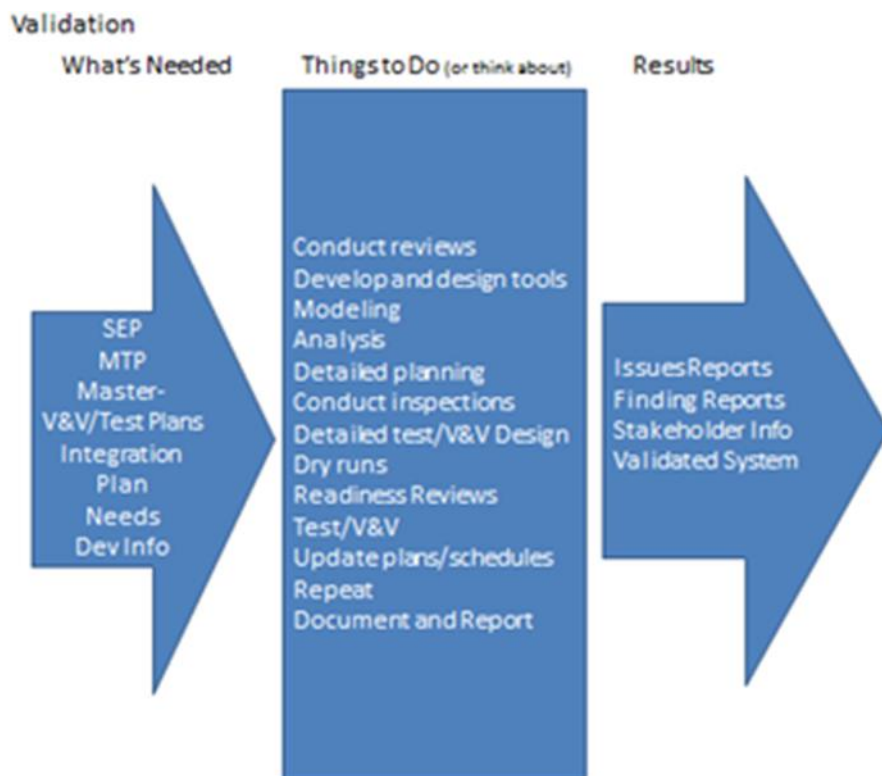 Validation
What's Needed
Things to Do (or think about)
Results
SEP
MTP
Master-
V&V/Test Plans
Integration
Plan
Needs
Dev Info
Conduct reviews
Develop and design tools
Modeling
Analysis
Detailed planning
Conduct inspections
Detailed test/V&V Design
Dry runs
Readiness Reviews
Test/V&V
Update plans/schedules
Repeat
Document and Report
Issues Reports
Finding Reports
Stakeholder Info
Validated System